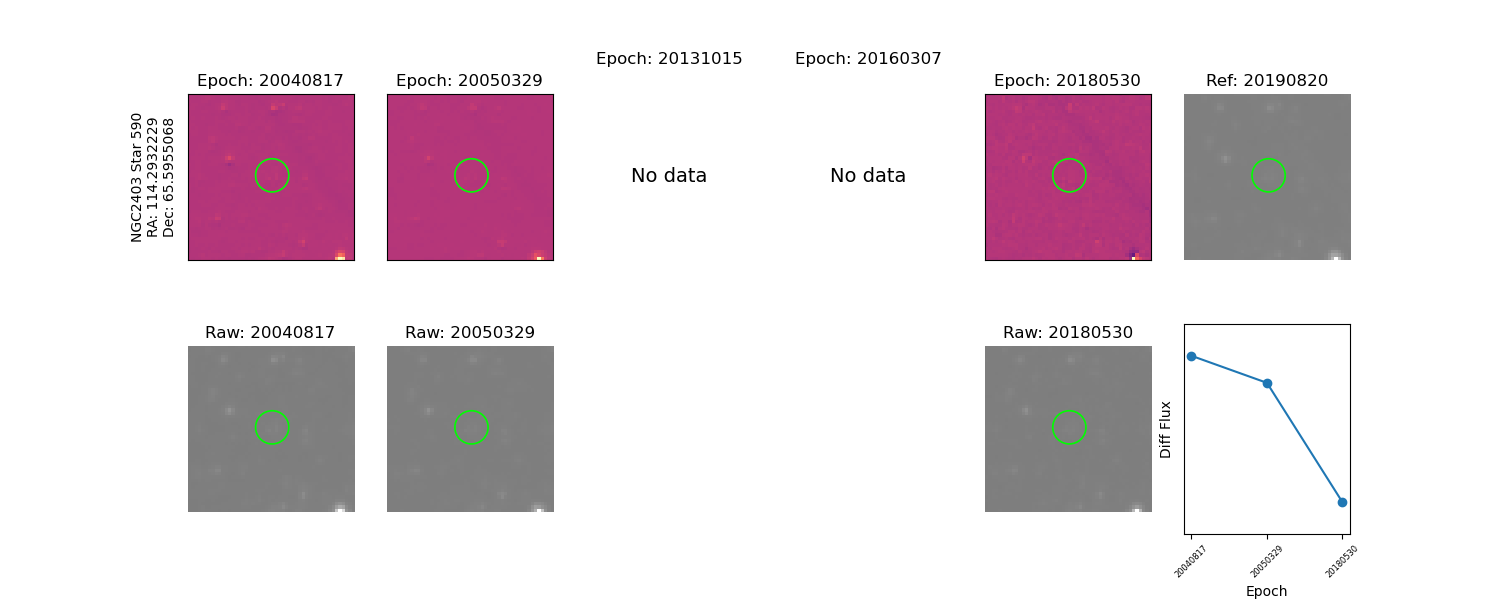 Epoch: 20131015
Epoch: 20160307
Epoch: 20040817
Epoch: 20050329
Epoch: 20180530
Ref: 20190820
NGC2403 Star 590
RA: 114.2932229
Dec: 65.5955068
No data
No data
Raw: 20040817
Raw: 20050329
Raw: 20180530
Diff Flux
20040817
20050329
20180530
Epoch